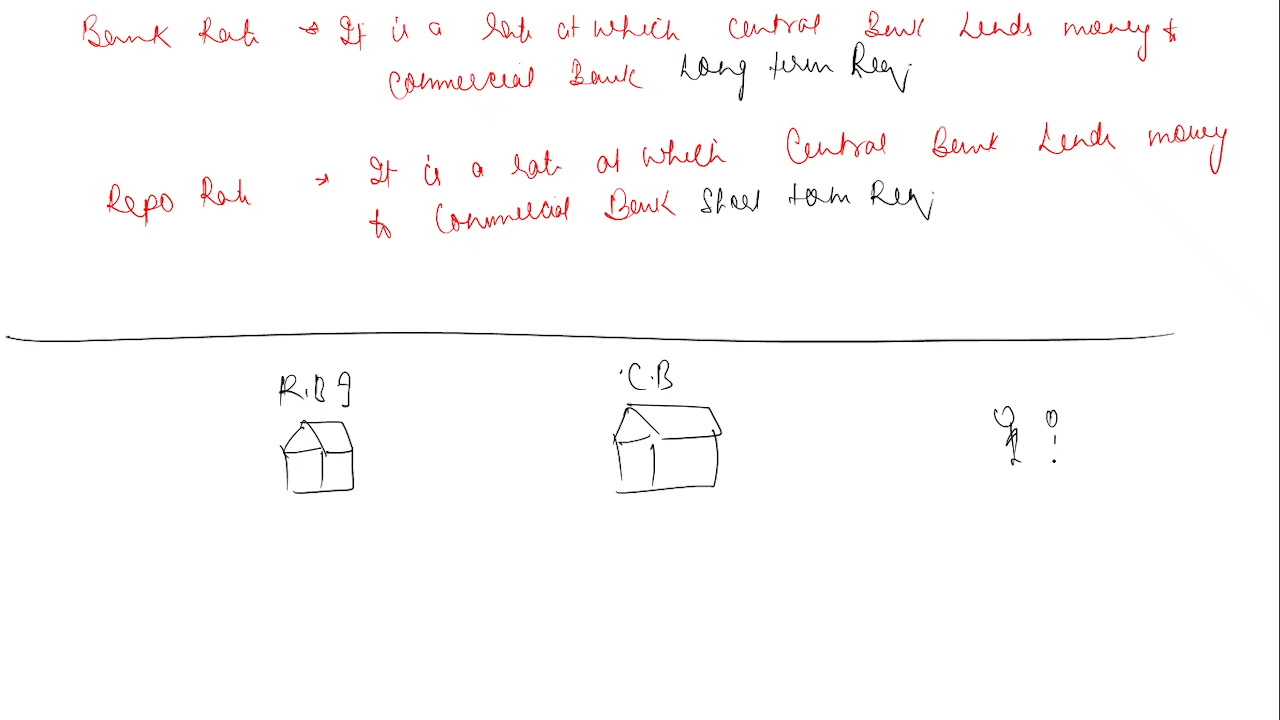 Bank Rate → It is a rate at which central Bank Lends money to
commercial Bank Long term Req
Repo Rate → It is a rate at which Central Bank Lends money
to Commercial Bank Short term Req
R.B.I
C.B